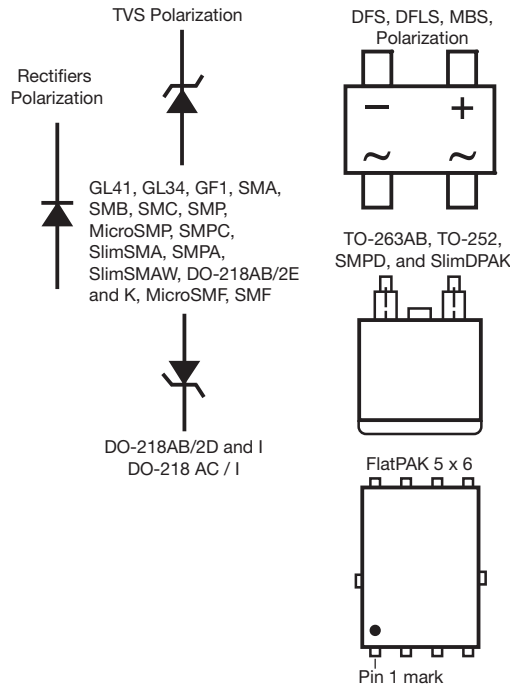 TVS Polarization
Rectifiers
Polarization
GL41, GL34, GF1, SMA,
SMB, SMC, SMP,
MicroSMP, SMPC,
SlimSMA, SMPA,
SlimSMAW, DO-218AB/2E
and K, MicroSMF, SMF
DO-218AB/2D and I
DO-218 AC / I
DFS, DFLS, MBS,
Polarization
− +
~ ~
TO-263AB, TO-252,
SMPD, and SlimDPAK
FlatPAK 5 x 6
Pin 1 mark